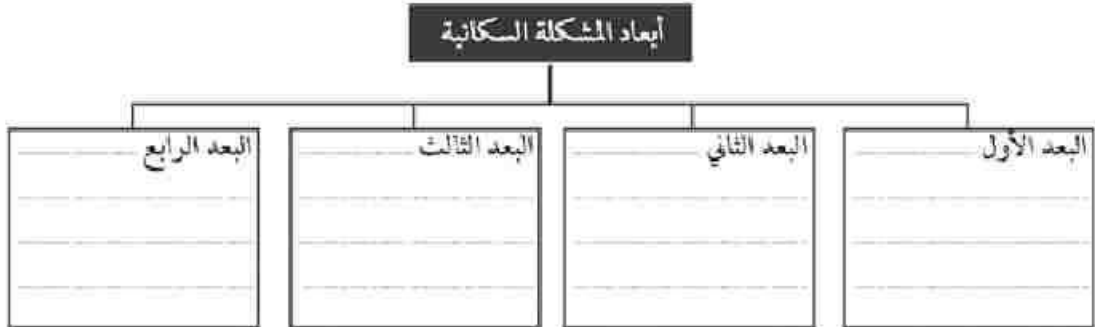 أبعاد المشكلة السكانية
البعد الأول
البعد الثاني
البعد الثالث
البعد الرابع